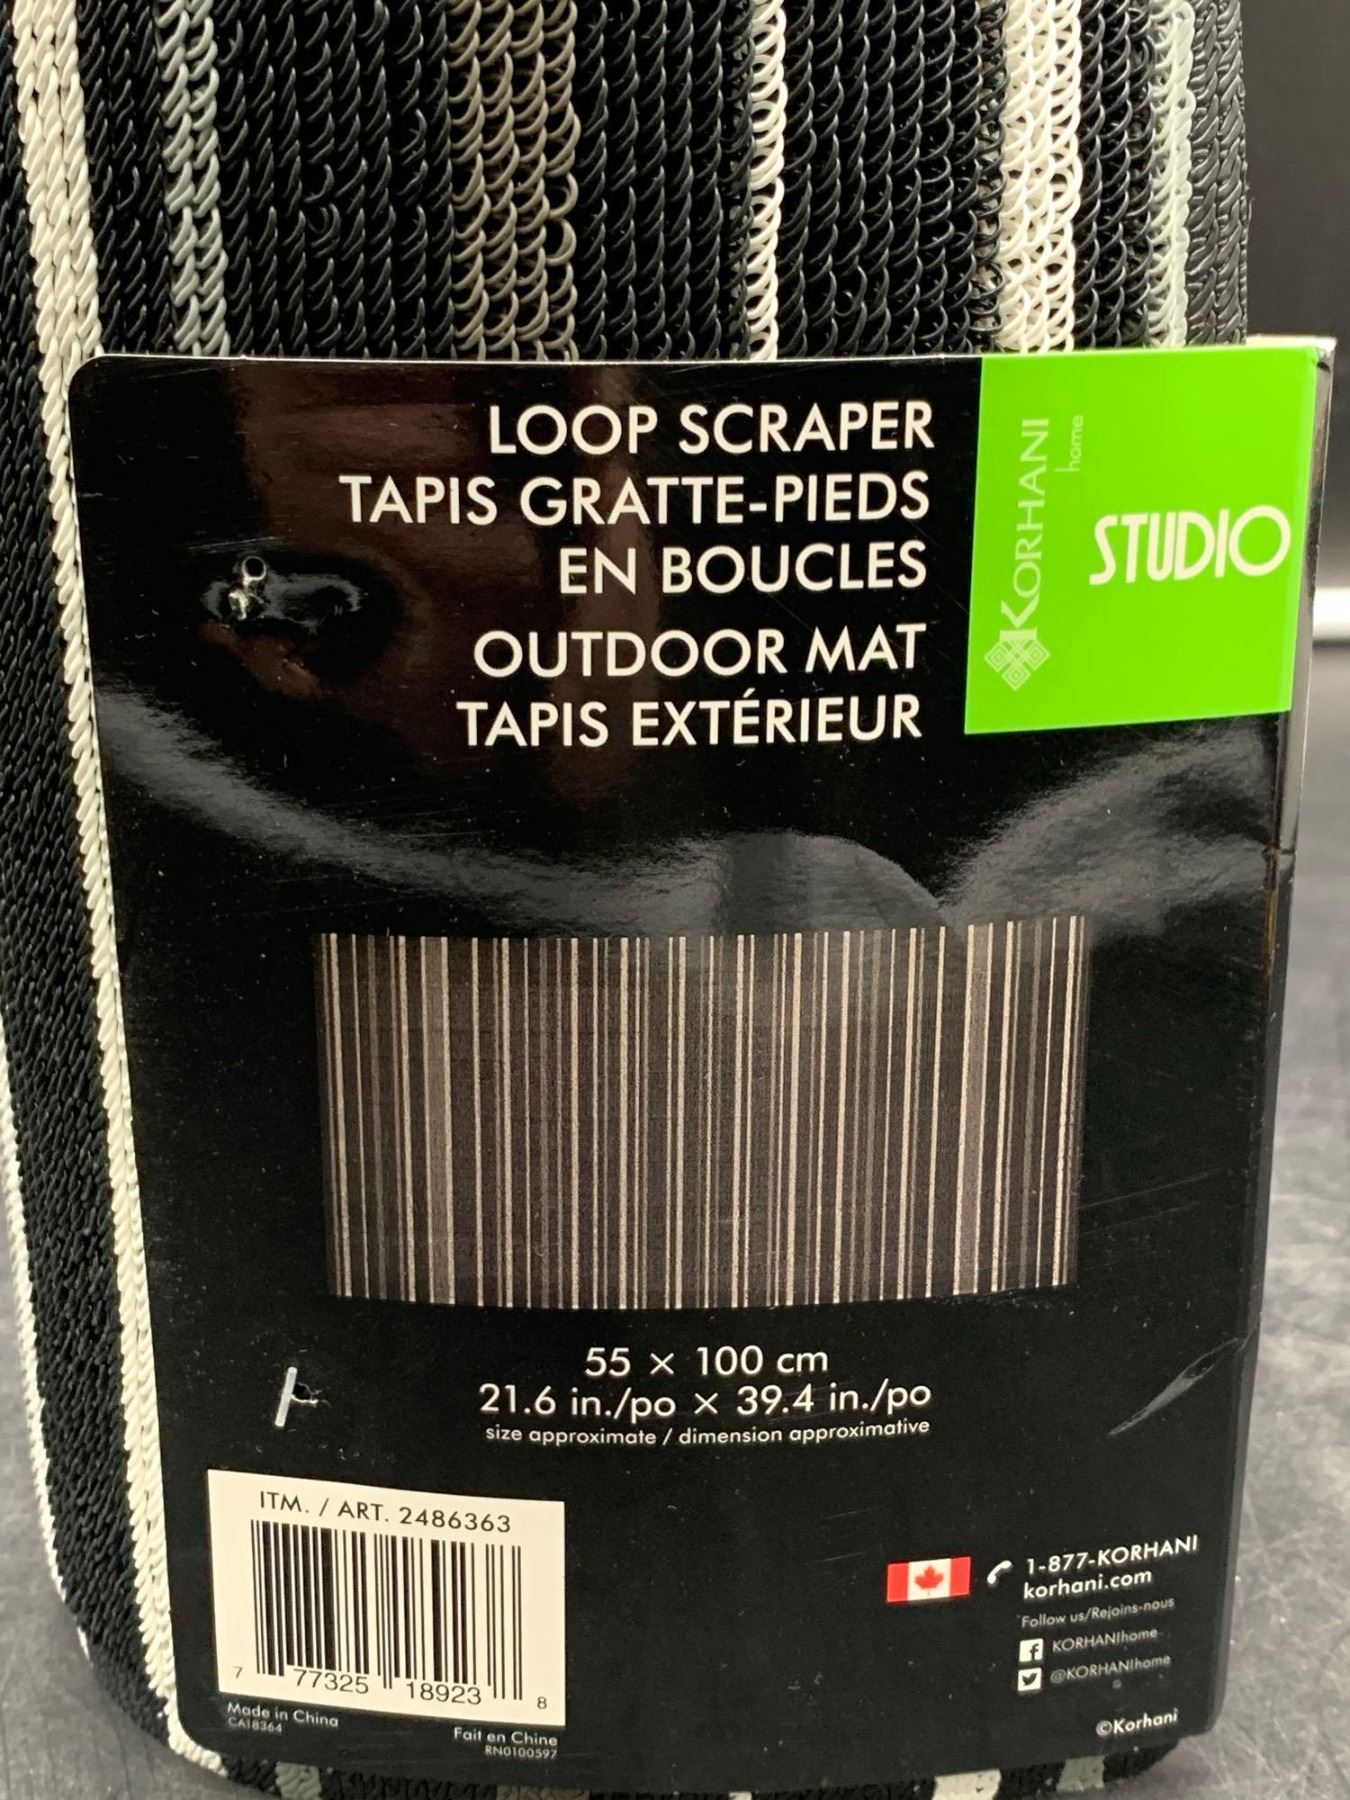 LOOP SCRAPER
TAPIS GRATTE-PIEDS
EN BOUCLES
OUTDOOR MAT
TAPIS EXTÉRIEUR
KORHANI
home
STUDIO
55 × 100 cm
21.6 in./po × 39.4 in./po
size approximate / dimension approximative
ITM. / ART. 2486363
7 77325 18923 8
Made in China
CA18364
Fait en Chine
RN0100597
1-877-KORHANI
korhani.com
Follow us/Rejoins-nous
KORHANIhome
@KORHANIhome
©Korhani